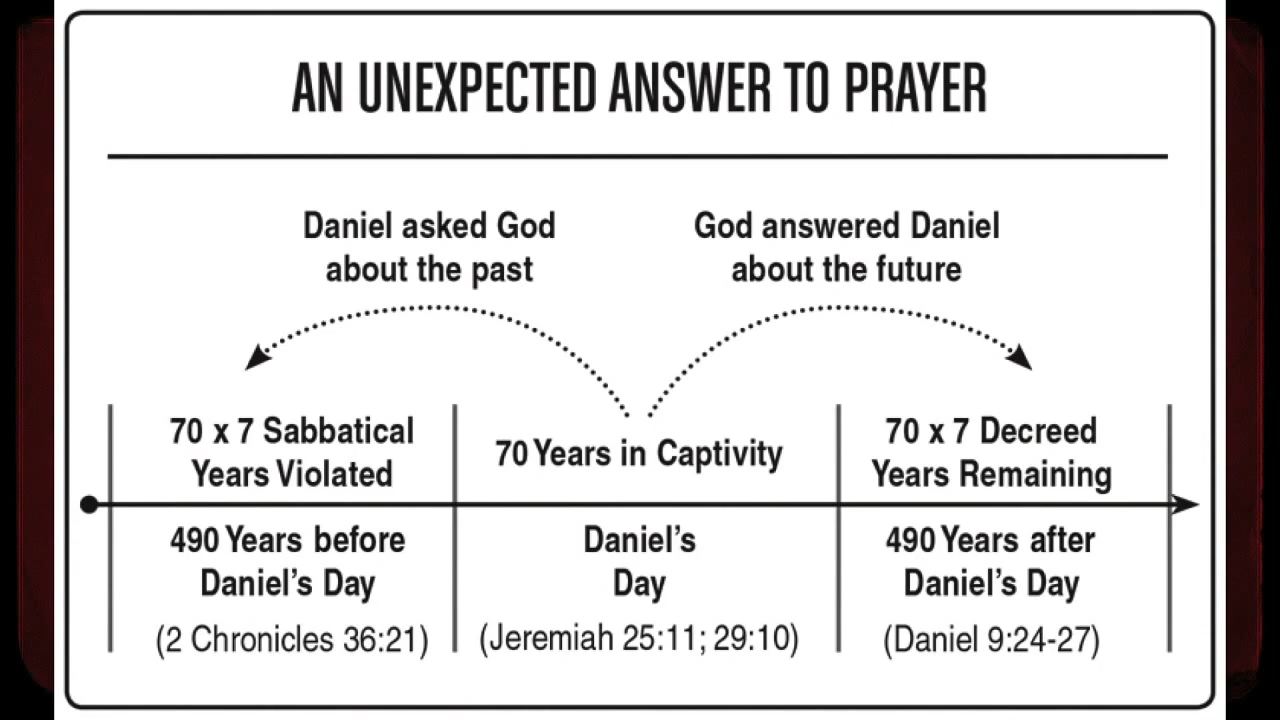 AN UNEXPECTED ANSWER TO PRAYER
Daniel asked God
about the past
God answered Daniel
about the future
70 x 7 Sabbatical
Years Violated
70 Years in Captivity
70 x 7 Decreed
Years Remaining
490 Years before
Daniel's Day
(2 Chronicles 36:21)
Daniel's
Day
(Jeremiah 25:11; 29:10)
490 Years after
Daniel's Day
(Daniel 9:24-27)